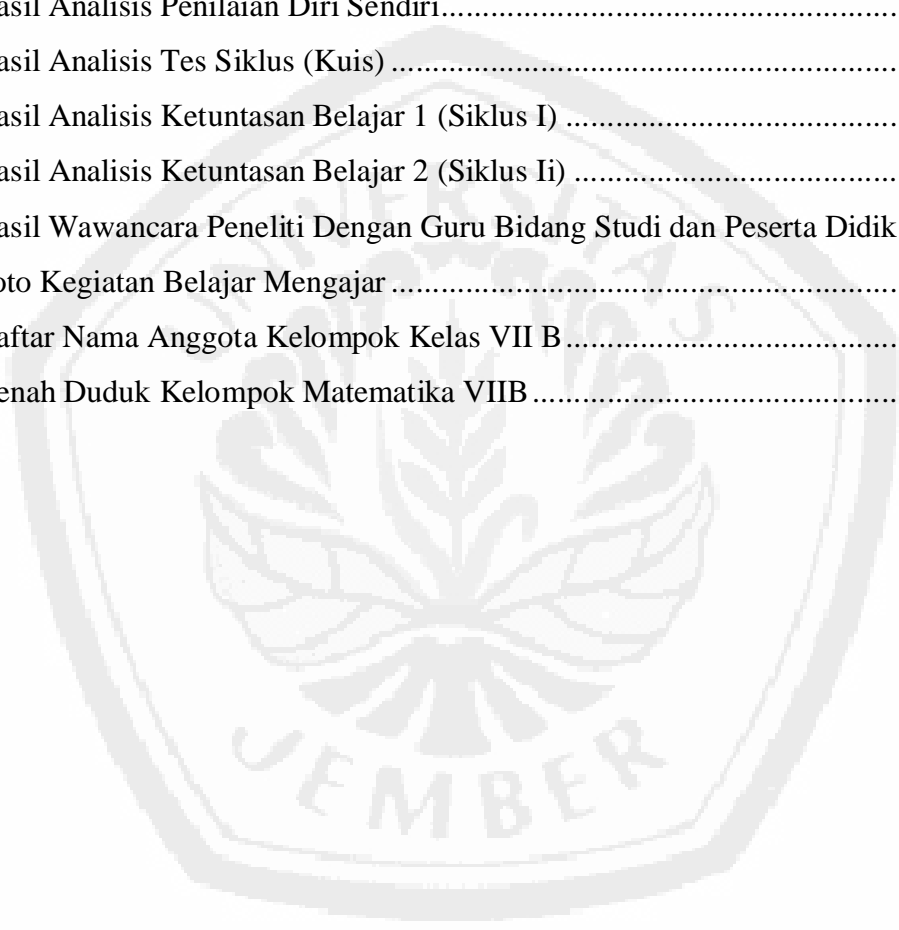 asil Analisis Penilaian Diri Sendiri
asil Analisis Tes Siklus (Kuis)
asil Analisis Ketuntasan Belajar 1 (Siklus I)
asil Analisis Ketuntasan Belajar 2 (Siklus Ii)
asil Wawancara Peneliti Dengan Guru Bidang Studi dan Peserta Didik
oto Kegiatan Belajar Mengajar
aftar Nama Anggota Kelompok Kelas VII B
enah Duduk Kelompok Matematika VIIB
UNIVERSITAS
JEMBER